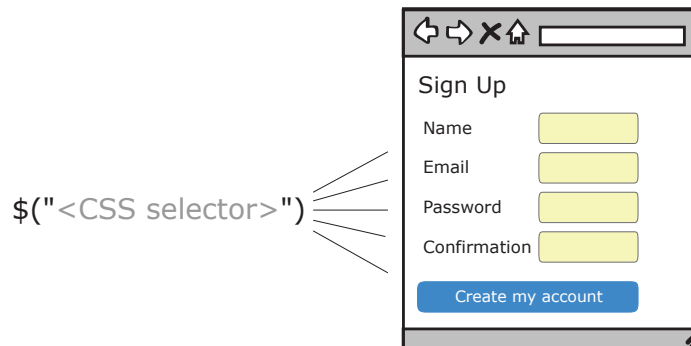 $("<CSS selector>")
Sign Up
Name
Email
Password
Confirmation
Create my account